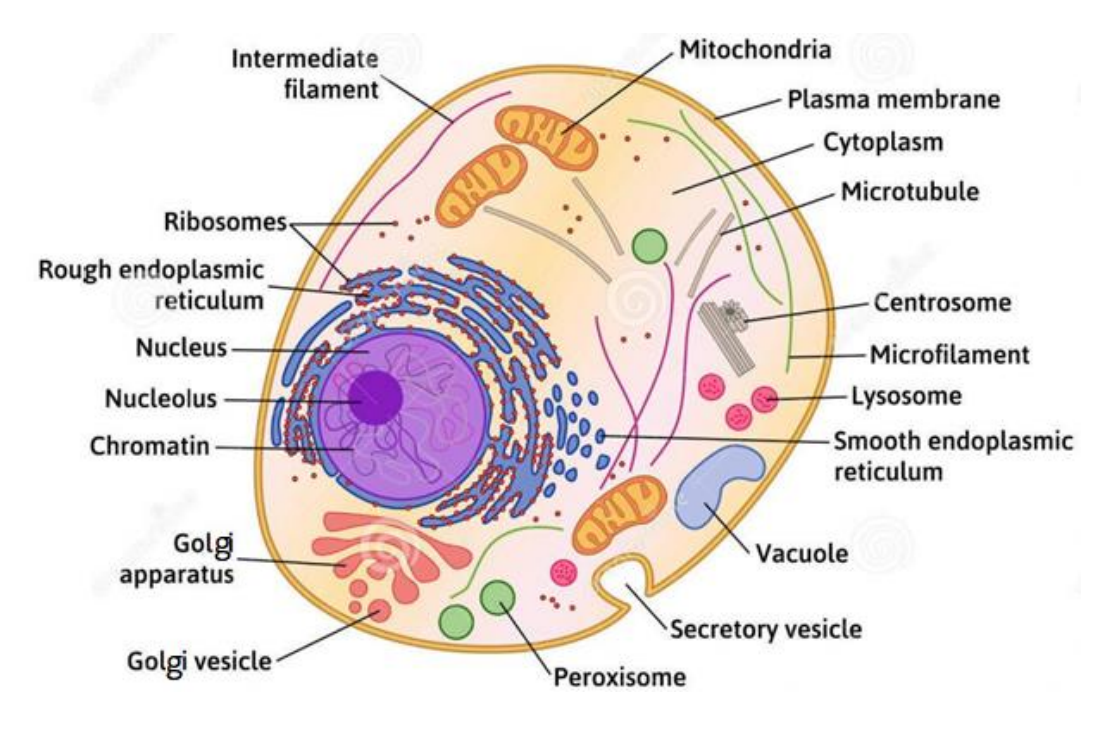 Intermediate
filament
Mitochondria
Plasma membrane
Cytoplasm
Microtubule
Ribosomes
Rough endoplasmic
reticulum
Centrosome
Nucleus
Microfilament
Nucleolus
Lysosome
Chromatin
Smooth endoplasmic
reticulum
Golgi
apparatus
Vacuole
Secretory vesicle
Golgi vesicle
Peroxisome